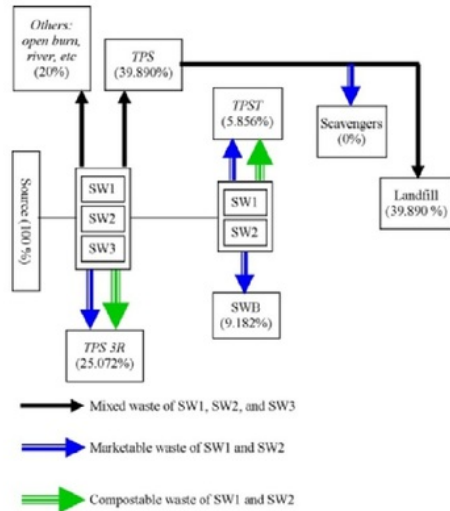 Others:
open burn,
river, etc
(20%)
TPS
(39.890%)
TPST
(5.856%)
Scavengers
(0%)
Source (100 %)
SW1
SW2
SW3
SW1
SW2
Landfill
(39.890 %)
SWB
(9.182%)
TPS 3R
(25.072%)
Mixed waste of SW1, SW2, and SW3
Marketable waste of SW1 and SW2
Compostable waste of SW1 and SW2